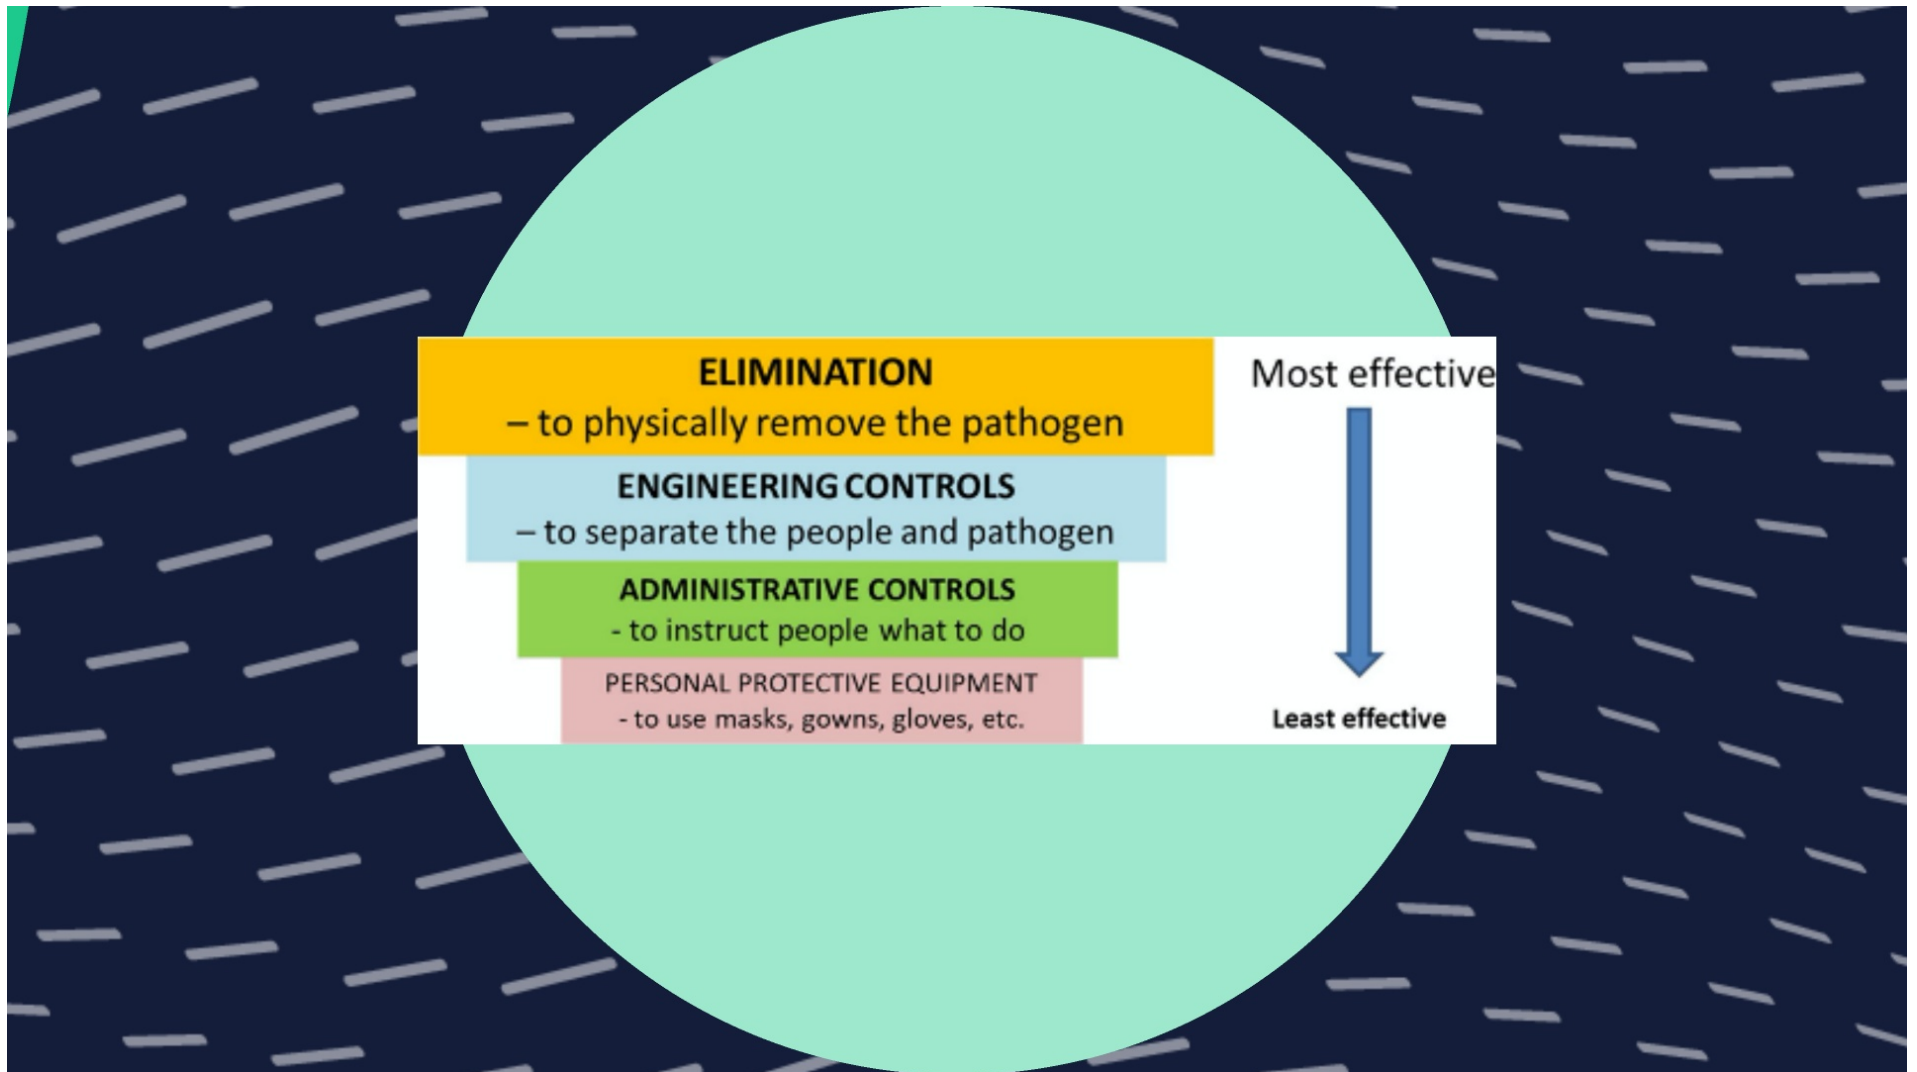 ELIMINATION
– to physically remove the pathogen
ENGINEERING CONTROLS
– to separate the people and pathogen
ADMINISTRATIVE CONTROLS
- to instruct people what to do
PERSONAL PROTECTIVE EQUIPMENT
- to use masks, gowns, gloves, etc.
Most effective
Least effective